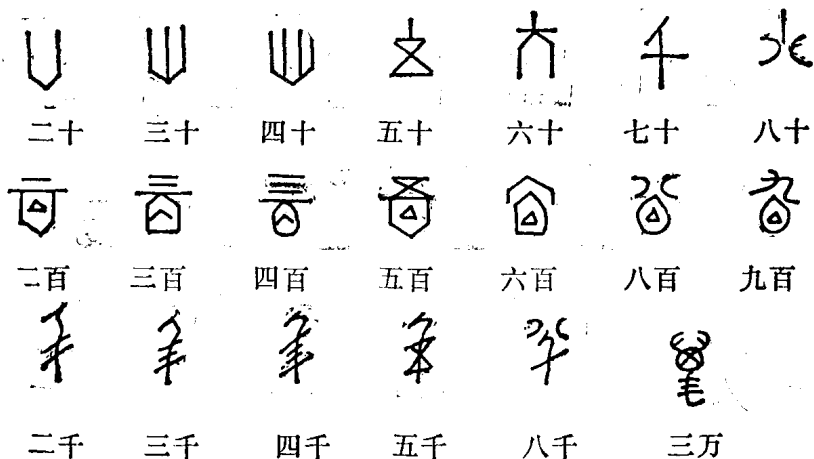 二十 三十 四十 五十 六十 七十 八十
二百 三百 四百 五百 六百 八百 九百
二千 三千 四千 五千 八千 三万